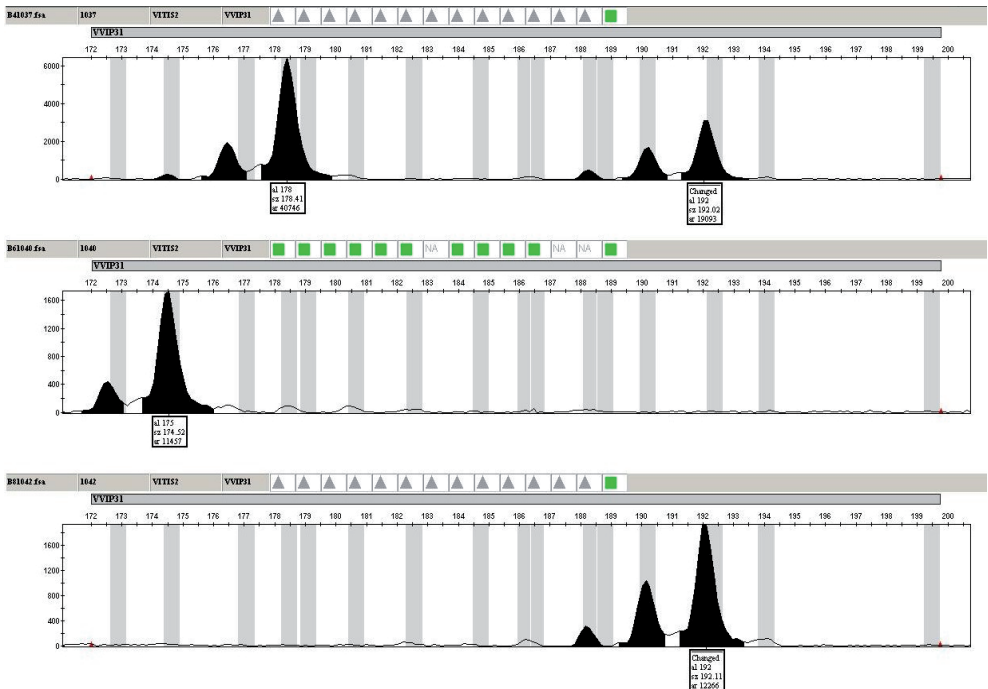 B41037.fsa 1037 VITIS2 VVIP31
VVIP31
172 173 174 175 176 177 178 179 180 181 182 183 184 185 186 187 188 189 190 191 192 193 194 195 196 197 198 199 200
6000
4000
2000
0
al 178
sz 178.41
ar 40746
Changed
al 192
sz 192.02
ar 19093
B61040.fsa 1040 VITIS2 VVIP31 NA NA NA
VVIP31
172 173 174 175 176 177 178 179 180 181 182 183 184 185 186 187 188 189 190 191 192 193 194 195 196 197 198 199 200
1600
1200
800
400
0
al 175
sz 174.52
ar 11457
B81042.fsa 1042 VITIS2 VVIP31
VVIP31
172 173 174 175 176 177 178 179 180 181 182 183 184 185 186 187 188 189 190 191 192 193 194 195 196 197 198 199 200
1600
1200
800
400
0
Changed
al 192
sz 192.11
ar 12266